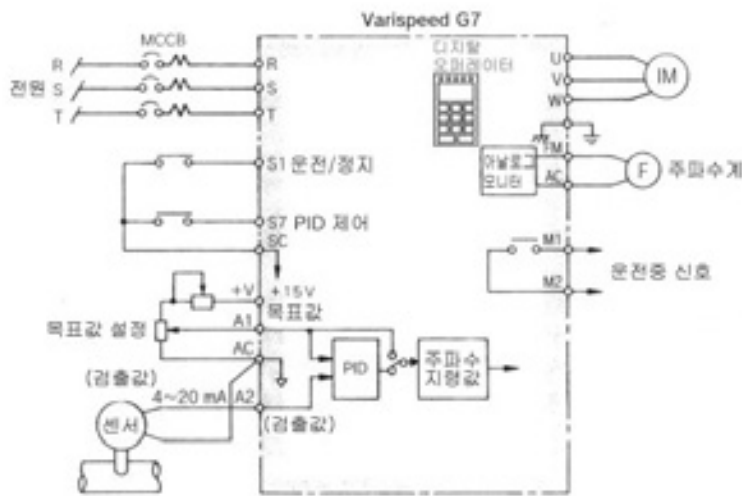 Varispeed G7
MCCB
디지탈
오퍼레이터
전원
R
S
T
R
S
T
U
V
W
IM
FM
AC
아날로그
모니터
F 주파수계
S1 운전/정지
S7 PID 제어
SC
M1
M2
운전중 신호
+V
+15V
목표값
목표값 설정
A1
AC
PID
주파수
지령값
(검출값)
4~20 mA A2
(검출값)
센서